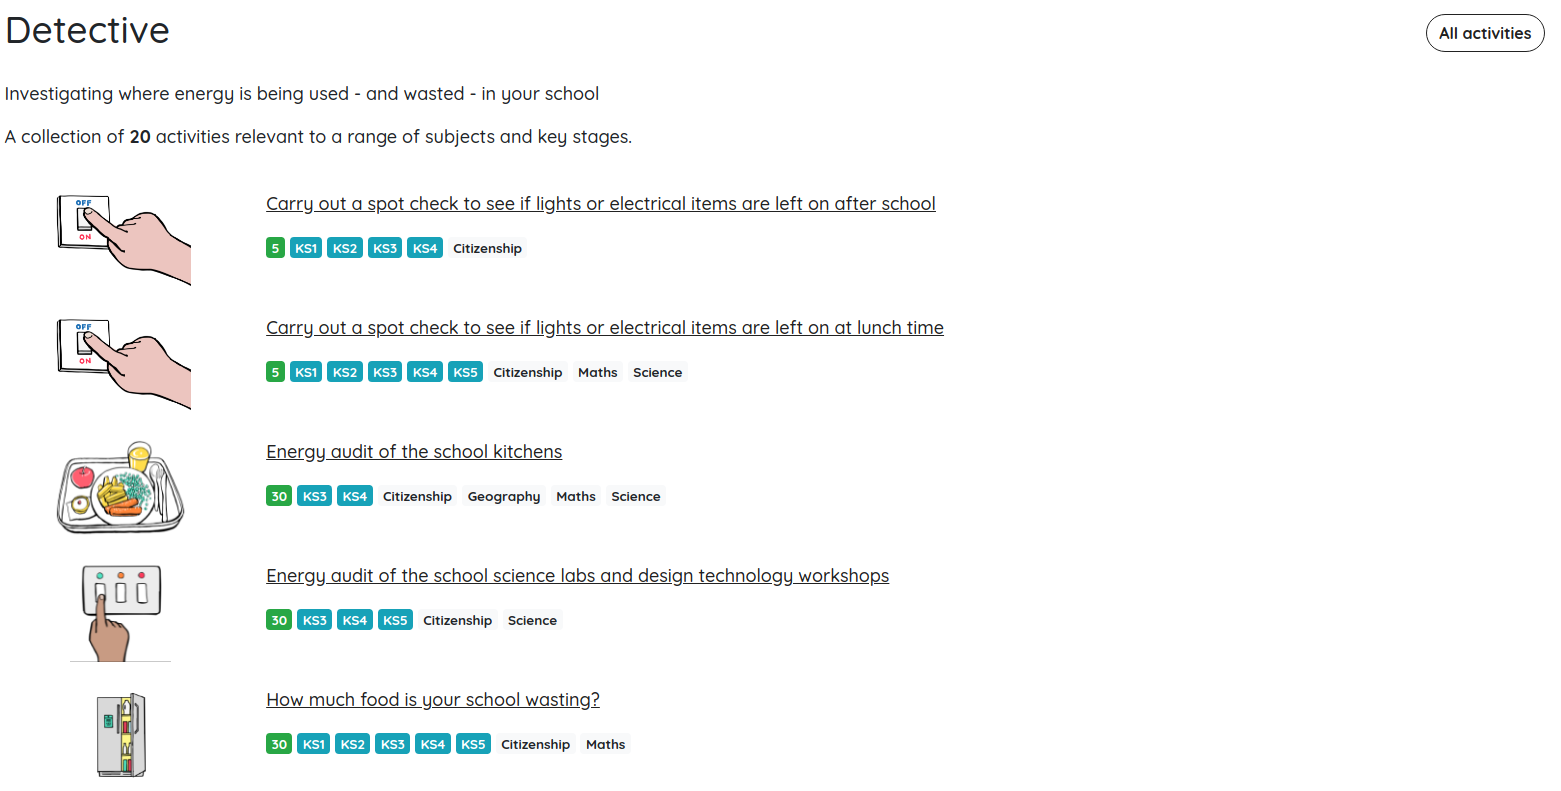 Detective
All activities
Investigating where energy is being used - and wasted - in your school
A collection of 20 activities relevant to a range of subjects and key stages.
OFF
ON
Carry out a spot check to see if lights or electrical items are left on after school
5 KS1 KS2 KS3 KS4 Citizenship
OFF
ON
Carry out a spot check to see if lights or electrical items are left on at lunch time
5 KS1 KS2 KS3 KS4 KS5 Citizenship Maths Science
Energy audit of the school kitchens
30 KS3 KS4 Citizenship Geography Maths Science
Energy audit of the school science labs and design technology workshops
30 KS3 KS4 KS5 Citizenship Science
How much food is your school wasting?
30 KS1 KS2 KS3 KS4 KS5 Citizenship Maths